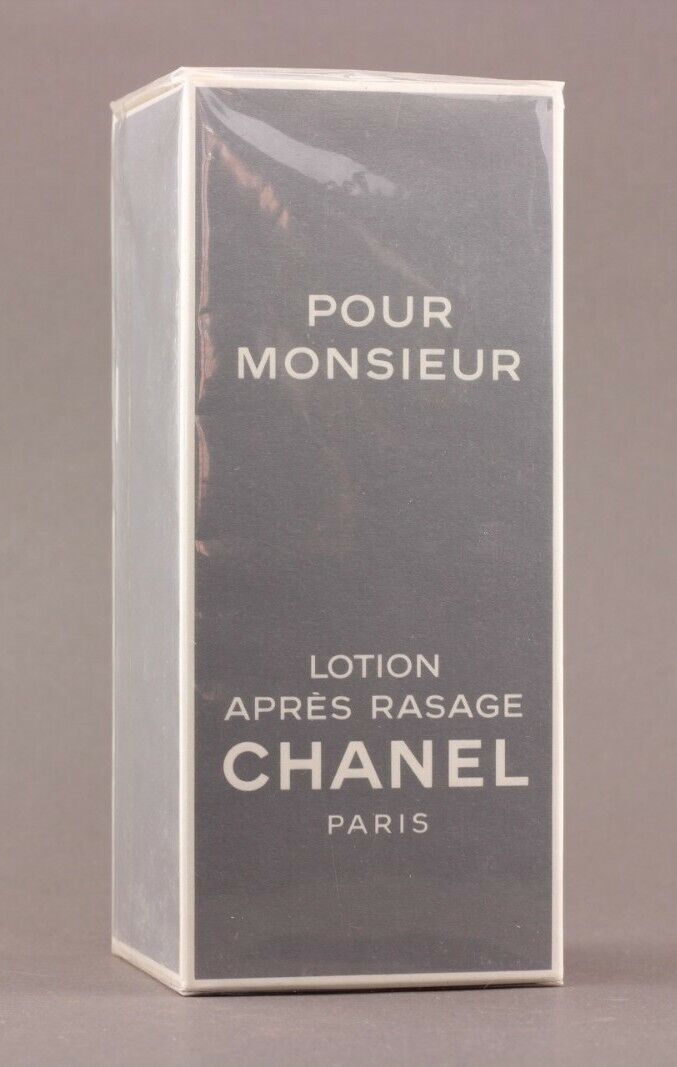 POUR
MONSIEUR
LOTION
APRÈS RASAGE
CHANEL
PARIS